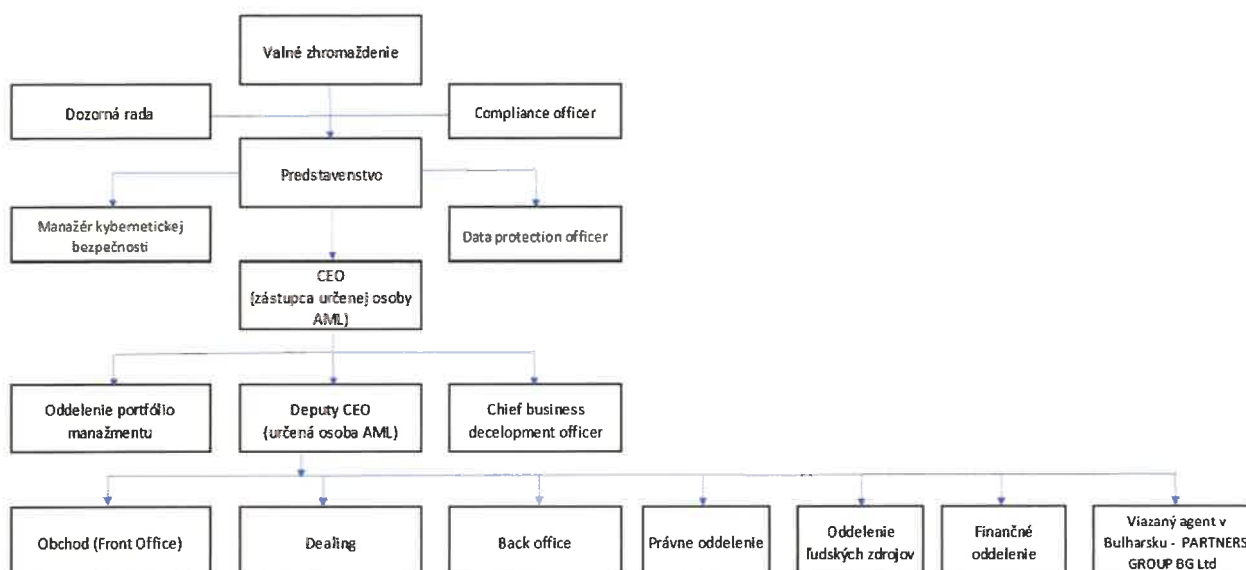 Valné zhromaždenie
Dozorná rada
Compliance officer
Predstavenstvo
Manažér kybernetickej
bezpečnosti
Data protection officer
CEO
(zástupca určenej osoby
AML)
Oddelenie portfólio
manažmentu
Deputy CEO
(určená osoba AML)
Chief business
decelopment officer
Obchod (Front Office)
Dealing
Back office
Právne oddelenie
Oddelenie
ľudských zdrojov
Finančné
oddelenie
Viazaný agent v
Bulharsku - PARTNERS
GROUP BG Ltd